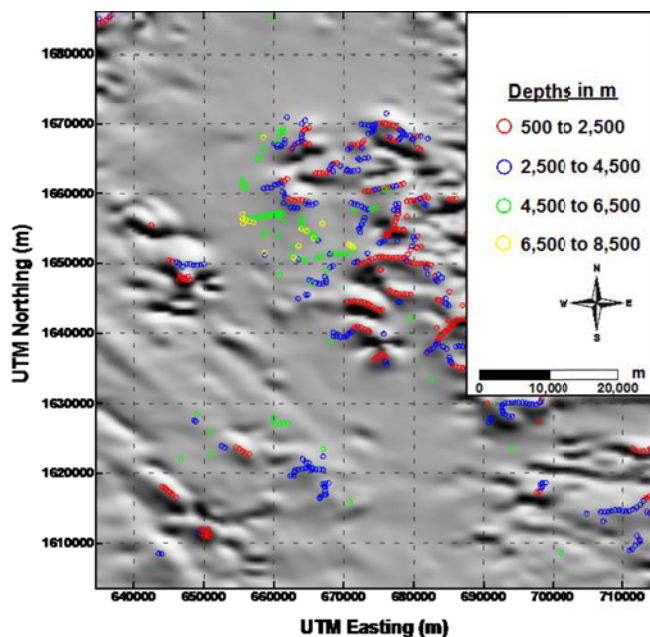 1680000
1670000
1660000
1650000
1640000
1630000
1620000
1610000
UTM Northing (m)
640000 650000 660000 670000 680000 690000 700000 710000
UTM Easting (m)
Depths in m
500 to 2,500
2,500 to 4,500
4,500 to 6,500
6,500 to 8,500
N
W E
S
m
0 10,000 20,000